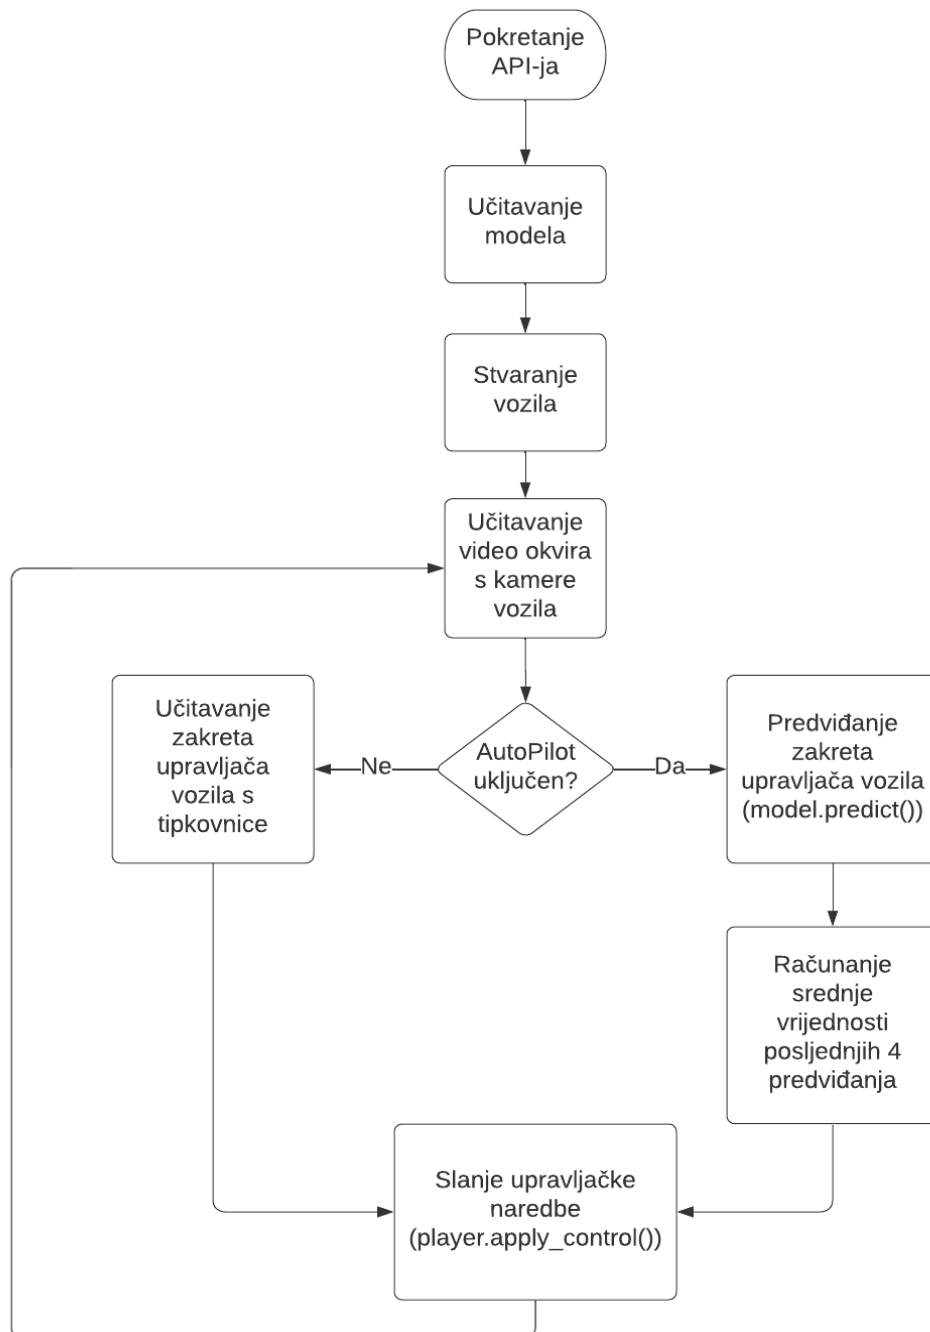 Pokretanje
API-ja
Učitavanje
modela
Stvaranje
vozila
Učitavanje
video okvira
s kamere
vozila
AutoPilot
uključen?
Ne
Da
Učitavanje
zakreta
upravljača
vozila s
tipkovnice
Predviđanje
zakreta
upravljača vozila
(model.predict())
Računanje
srednje
vrijednosti
posljednjih 4
predviđanja
Slanje upravljačke
naredbe
(player.apply_control())